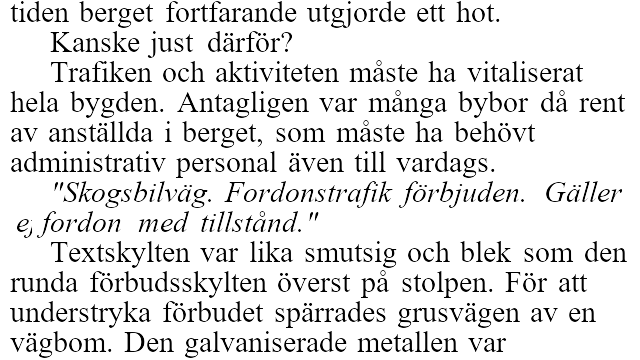 tiden berget fortfarande utgjorde ett hot.
Kanske just därför?
Trafiken och aktiviteten måste ha vitaliserat
hela bygden. Antagligen var många bybor då rent
av anställda i berget, som måste ha behövt
administrativ personal även till vardags.
"Skogsbilväg. Fordonstrafik förbjuden. Gäller
ej fordon med tillstånd."
Textskylten var lika smutsig och blek som den
runda förbudsskylten överst på stolpen. För att
understryka förbudet spärrades grusvägen av en
vägbom. Den galvaniserade metallen var